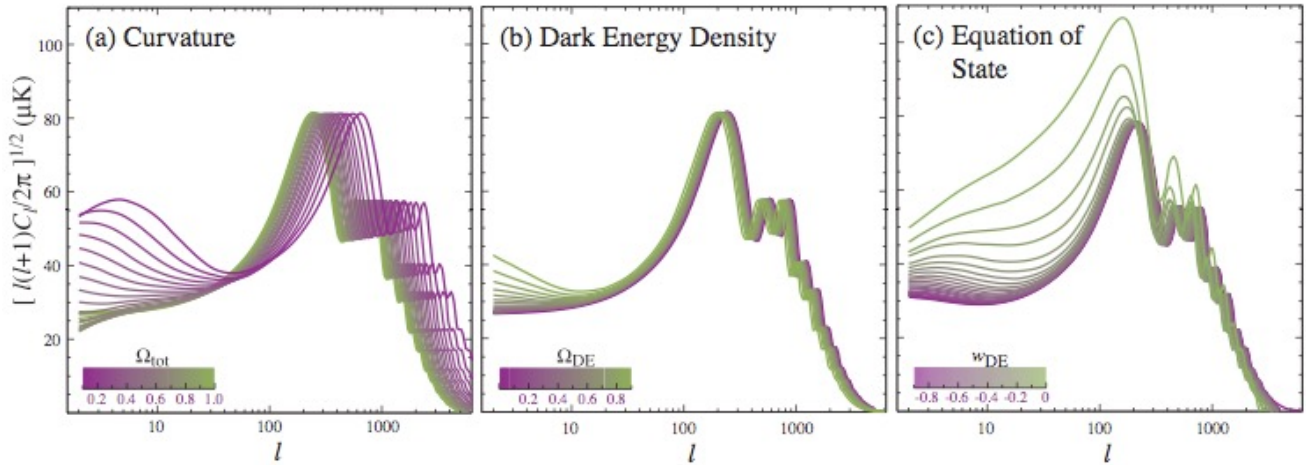 (a) Curvature
(b) Dark Energy Density
(c) Equation of
State
[ l(l+1)C_l/2π ]^{1/2} (μK)
100
80
60
40
20
Ω_tot
0.2 0.4 0.6 0.8 1.0
Ω_DE
0.2 0.4 0.6 0.8
w_DE
-0.8 -0.6 -0.4 -0.2 0
10 100 1000
10 100 1000
10 100 1000
l
l
l